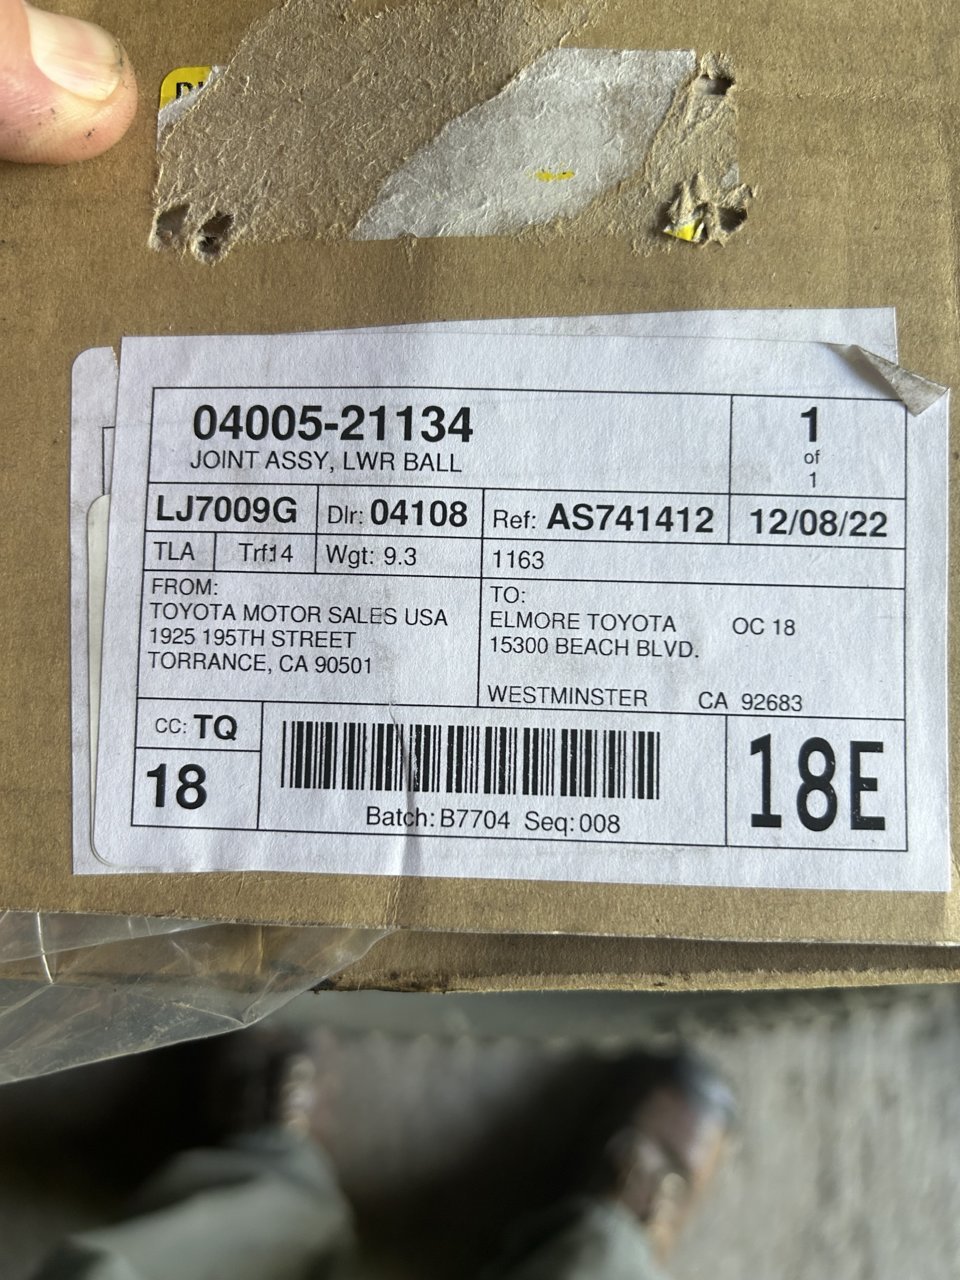 04005-21134
JOINT ASSY, LWR BALL
1
of
1
LJ7009G
Dlr: 04108
Ref: AS741412
12/08/22
TLA
Trf:14
Wgt: 9.3
1163
FROM:
TOYOTA MOTOR SALES USA
1925 195TH STREET
TORRANCE, CA 90501
TO:
ELMORE TOYOTA OC 18
15300 BEACH BLVD.
WESTMINSTER CA 92683
CC: TQ
18
Batch: B7704 Seq: 008
18E